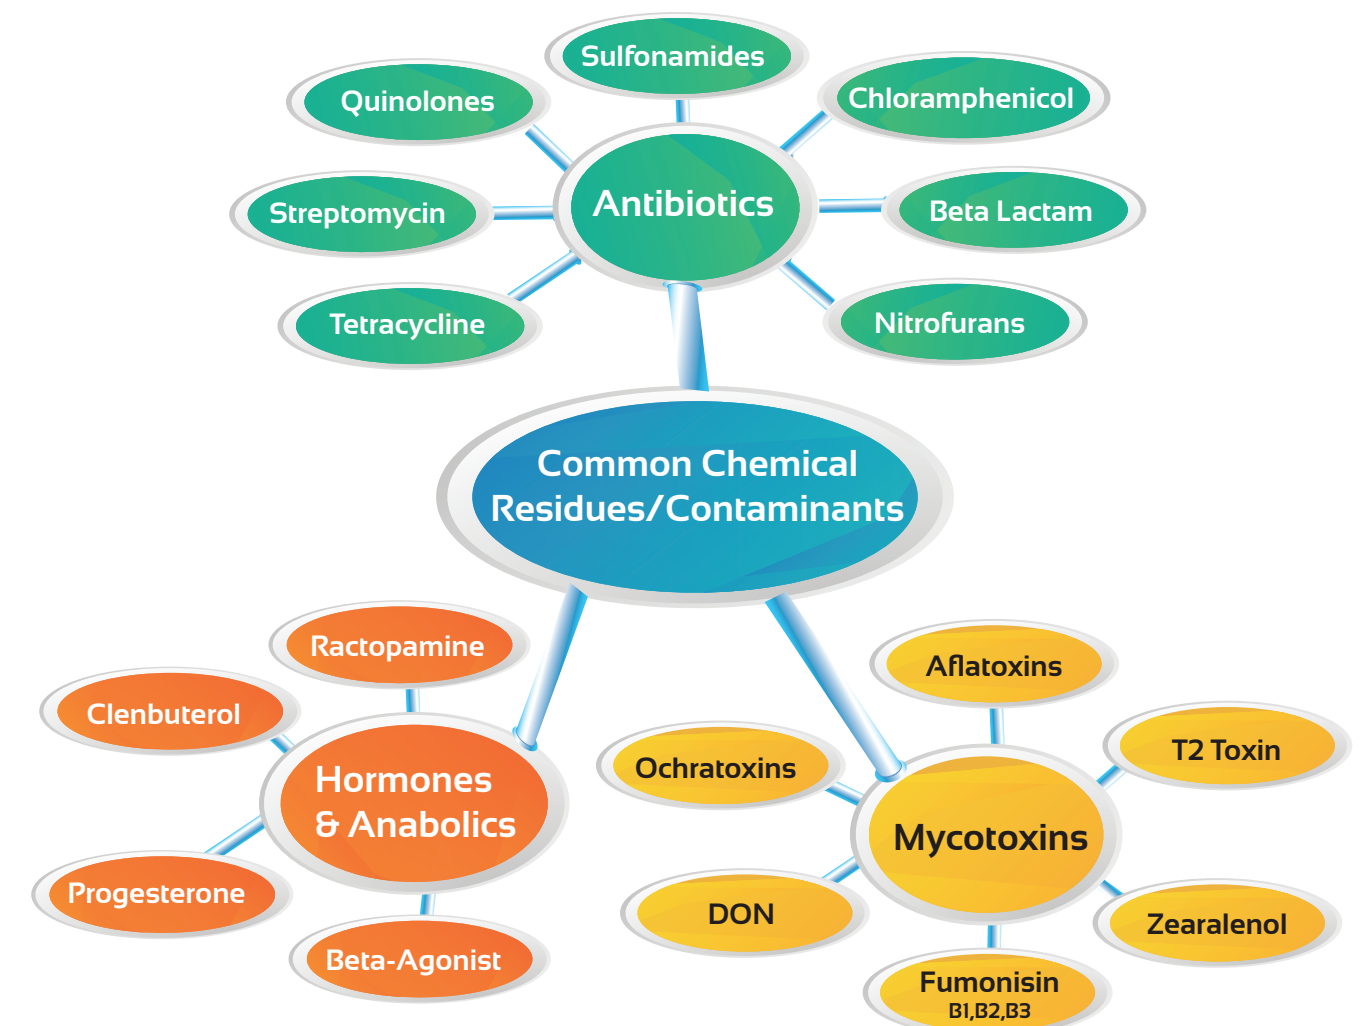 Sulfonamides
Quinolones
Chloramphenicol
Antibiotics
Streptomycin
Beta Lactam
Tetracycline
Nitrofurans
Common Chemical
Residues/Contaminants
Ractopamine
Clenbuterol
Hormones
& Anabolics
Progesterone
Beta-Agonist
Aflatoxins
Ochratoxins
T2 Toxin
Mycotoxins
DON
Zearalenol
Fumonisin
B1,B2,B3